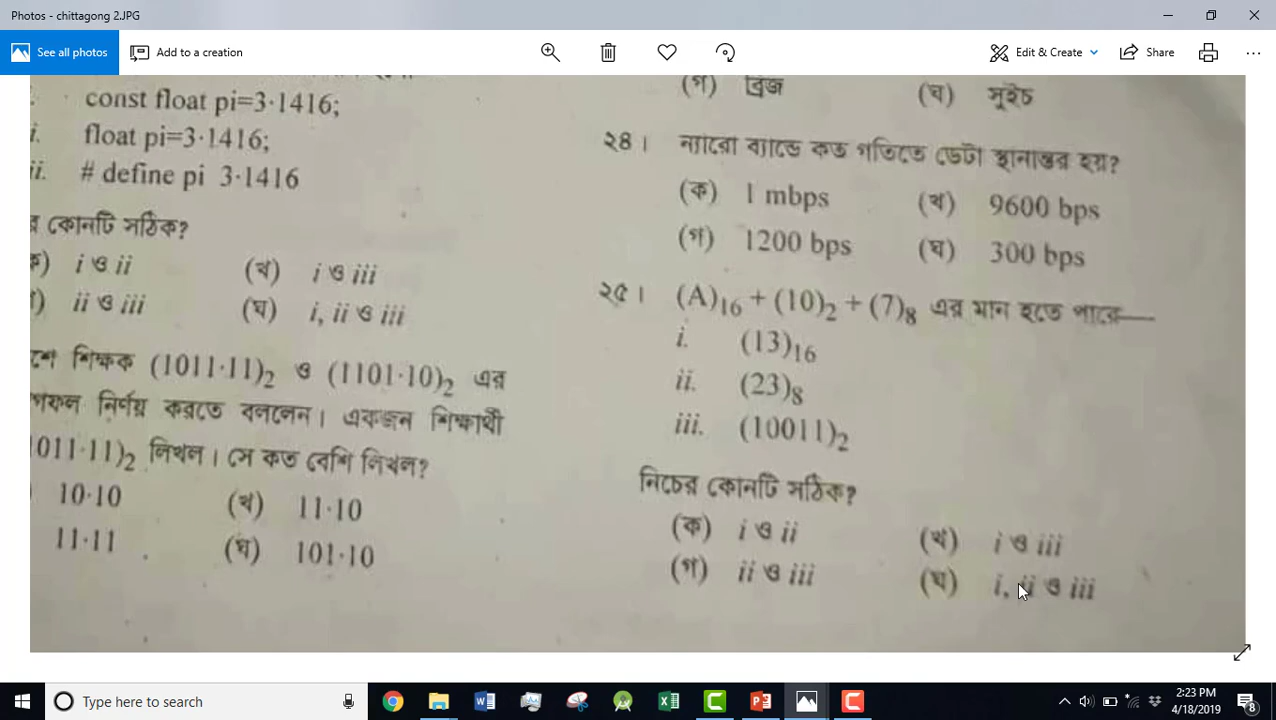 Photos - chittagong 2.JPG
See all photos
Add to a creation
Edit & Create
Share
const float pi=3·1416;
i. float pi=3·1416;
ii. # define pi 3·1416
র কোনটি সঠিক?
i ও ii
(খ) i ও iii
ii ও iii
(ঘ) i, ii ও iii
শিক্ষক (1011·11)2 ও (1101·10)2 এর
নির্ণয় করতে বললেন। একজন শিক্ষার্থী
011·11)2 লিখল। সে কত বেশি লিখল?
10·10
(খ) 11·10
11·11
(ঘ) 101·10
(গ) ব্রিজ
(ঘ) সুইচ
২৪। ন্যারো ব্যান্ডে কত গতিতে ডেটা স্থানান্তর হয়?
(ক) 1 mbps
(খ) 9600 bps
(গ) 1200 bps
(ঘ) 300 bps
২৫। (A)16 + (10)2 + (7)8 এর মান হতে পারে—
i. (13)16
ii. (23)8
iii. (10011)2
নিচের কোনটি সঠিক?
(ক) i ও ii
(খ) i ও iii
(গ) ii ও iii
(ঘ) i, ii ও iii
Type here to search
2:23 PM
4/18/2019
8